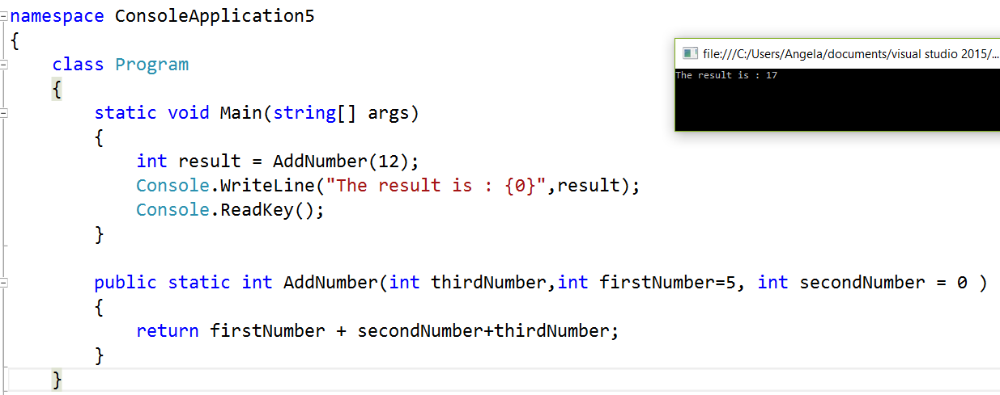 namespace ConsoleApplication5
{
class Program
{
static void Main(string[] args)
{
int result = AddNumber(12);
Console.WriteLine("The result is : {0}",result);
Console.ReadKey();
}
public static int AddNumber(int thirdNumber,int firstNumber=5, int secondNumber = 0 )
{
return firstNumber + secondNumber+thirdNumber;
}
}
file:///C:/Users/Angela/documents/visual studio 2015/...
The result is : 17